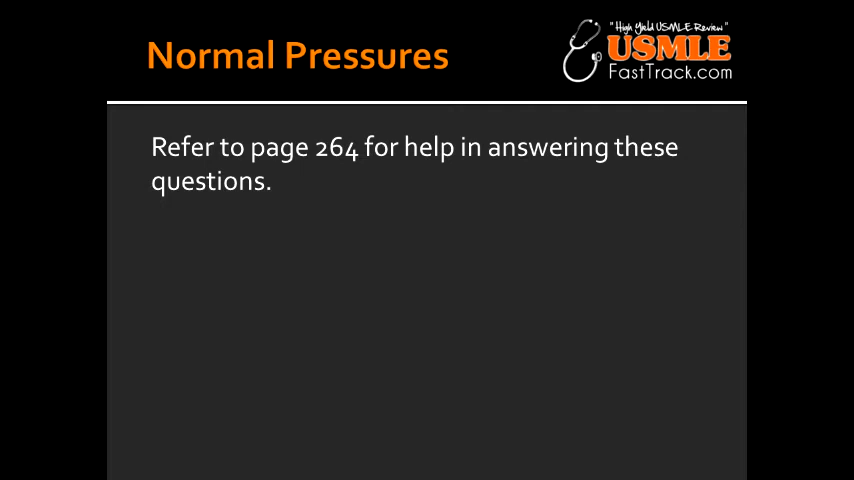 Normal Pressures
"High Yield USMLE Review"
USMLE
FastTrack.com
Refer to page 264 for help in answering these
questions.